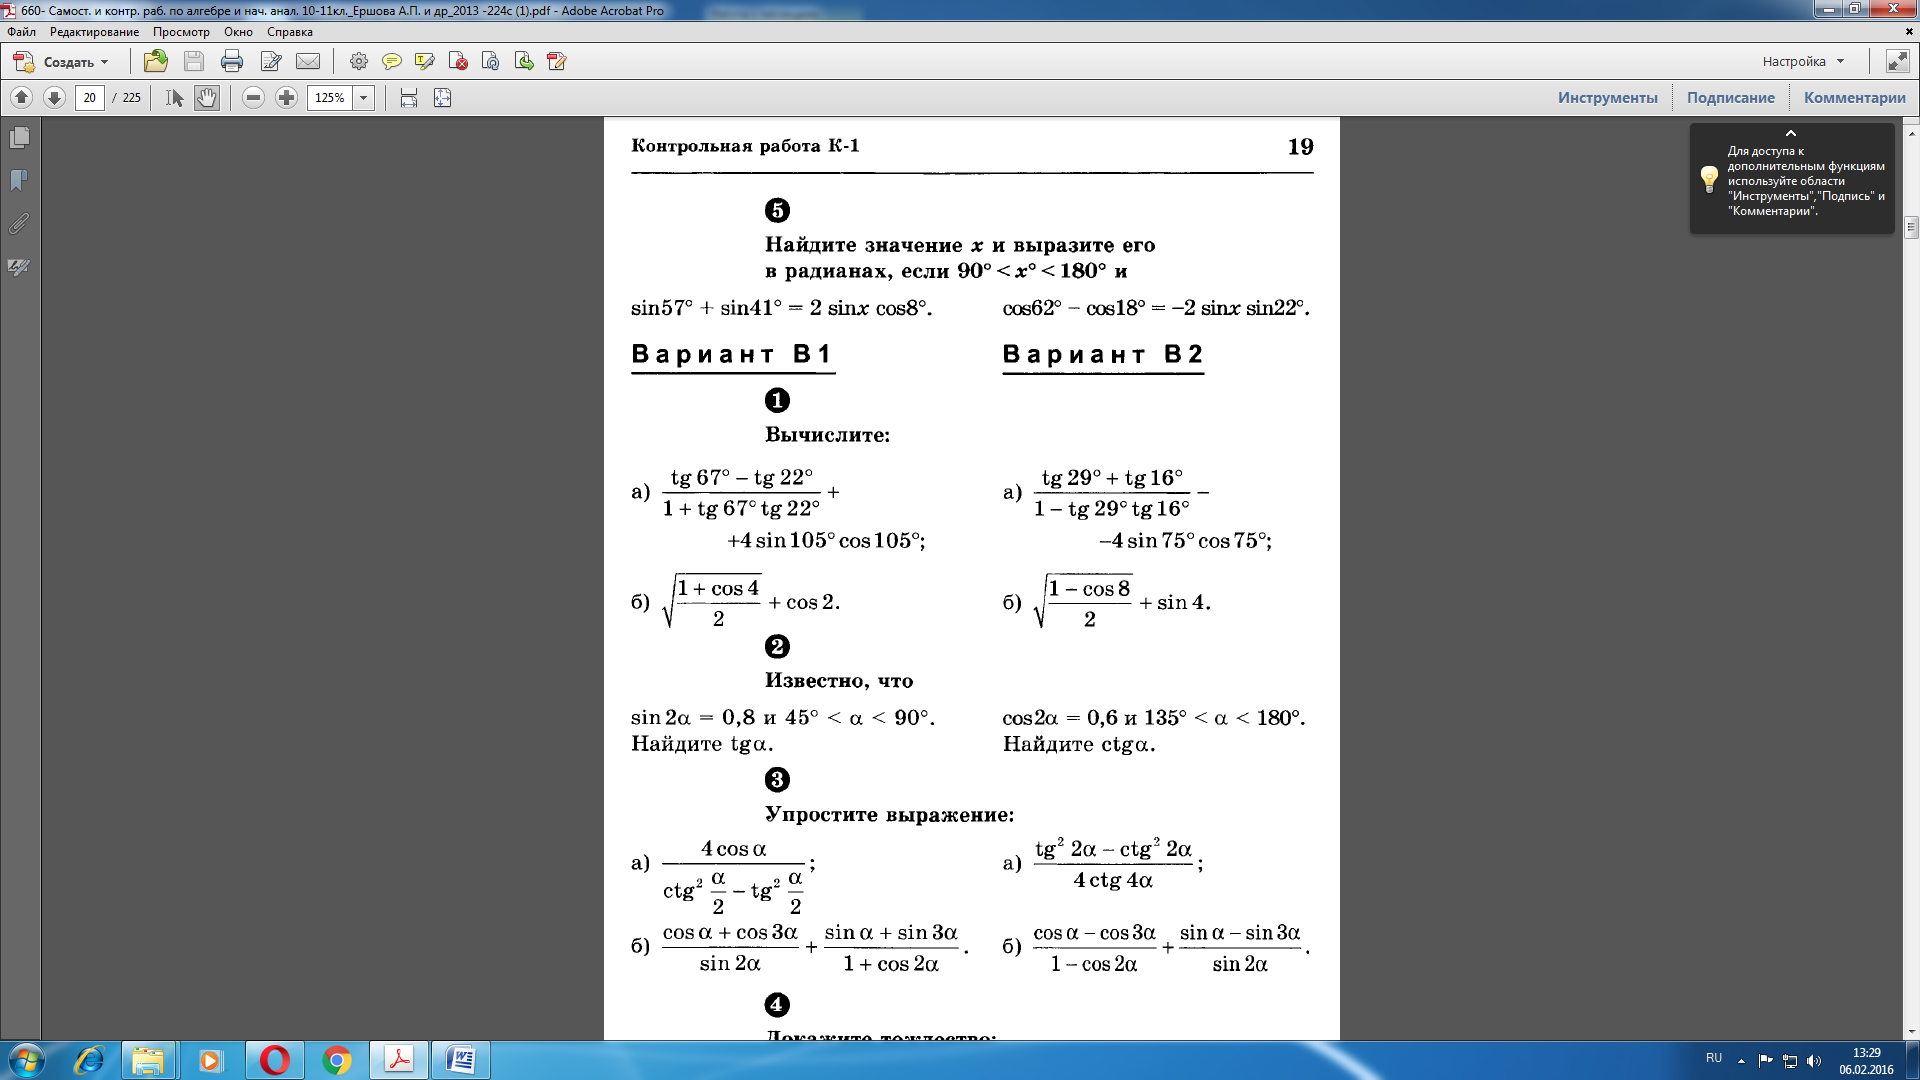 660- Самост. и контр. раб. по алгебре и нач. анал. 10-11кл._Ершова А.П. и др_2013 -224с (1).pdf - Adobe Acrobat Pro
Файл Редактирование Просмотр Окно Справка
Создать
Настройка
20 / 225
125%
Инструменты Подписание Комментарии
Для доступа к
дополнительным функциям
используйте области
"Инструменты","Подпись" и
"Комментарии".
Контрольная работа К-1 19
5
Найдите значение x и выразите его
в радианах, если 90° < x° < 180° и
sin57° + sin41° = 2 sinx cos8°. cos62° − cos18° = −2 sinx sin22°.
Вариант В1 Вариант В2
1
Вычислите:
а) (tg 67° − tg 22°)/(1 + tg 67° tg 22°) + а) (tg 29° + tg 16°)/(1 − tg 29° tg 16°) −
+4 sin 105° cos 105°; −4 sin 75° cos 75°;
б) √((1 + cos 4)/2) + cos 2. б) √((1 − cos 8)/2) + sin 4.
2
Известно, что
sin 2α = 0,8 и 45° < α < 90°. cos2α = 0,6 и 135° < α < 180°.
Найдите tgα. Найдите ctgα.
3
Упростите выражение:
а) (4 cos α)/(ctg² α/2 − tg² α/2); а) (tg² 2α − ctg² 2α)/(4 ctg 4α);
б) (cos α + cos 3α)/(sin 2α) + (sin α + sin 3α)/(1 + cos 2α). б) (cos α − cos 3α)/(1 − cos 2α) + (sin α − sin 3α)/(sin 2α).
4
Докажите тождество:
RU 13:29
06.02.2016